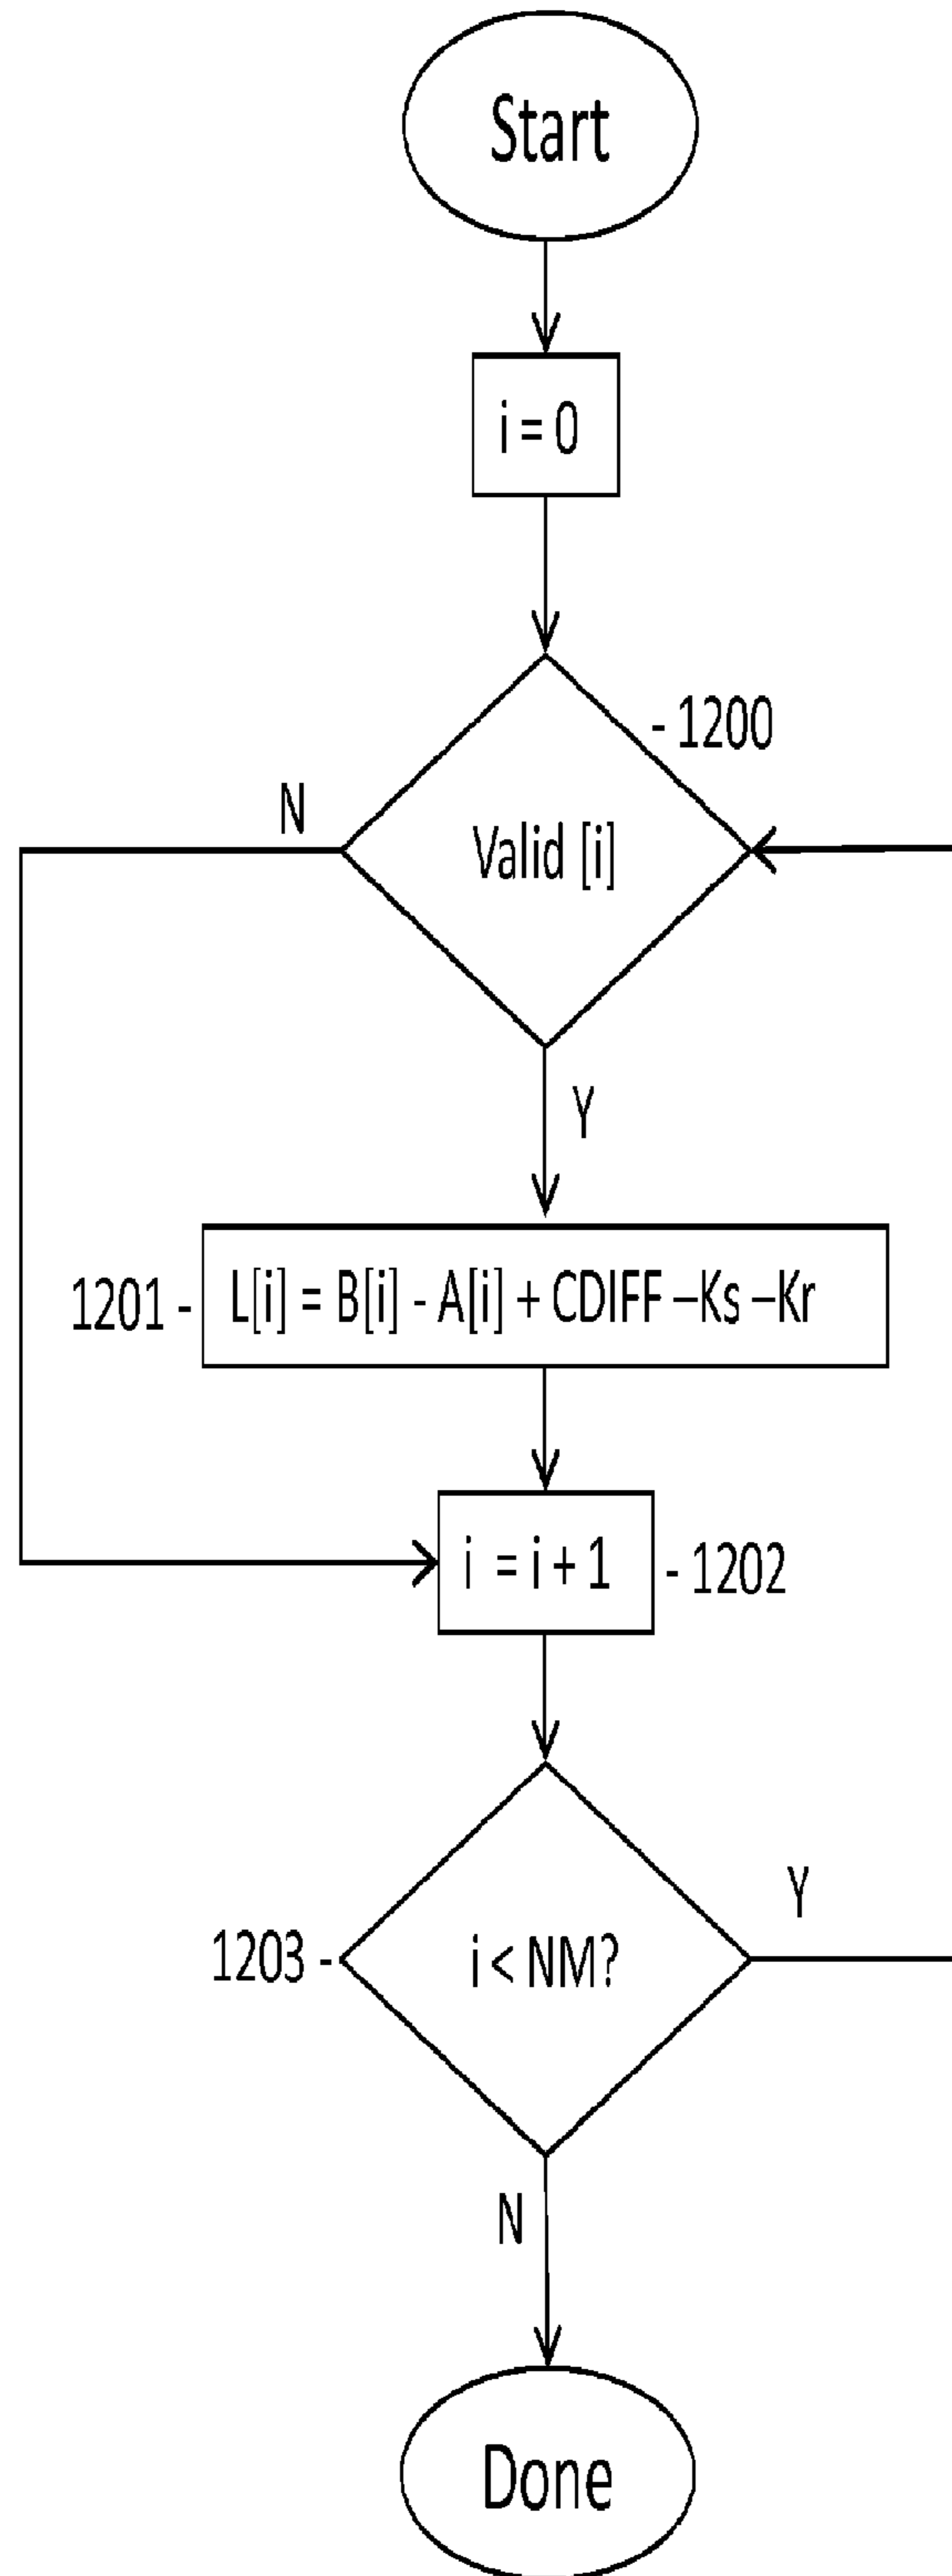 Start
i = 0
- 1200
N
Valid [i]
Y
1201 -
L[i] = B[i] - A[i] + CDIFF –Ks –Kr
i = i + 1
- 1202
Y
1203 -
i < NM?
N
Done